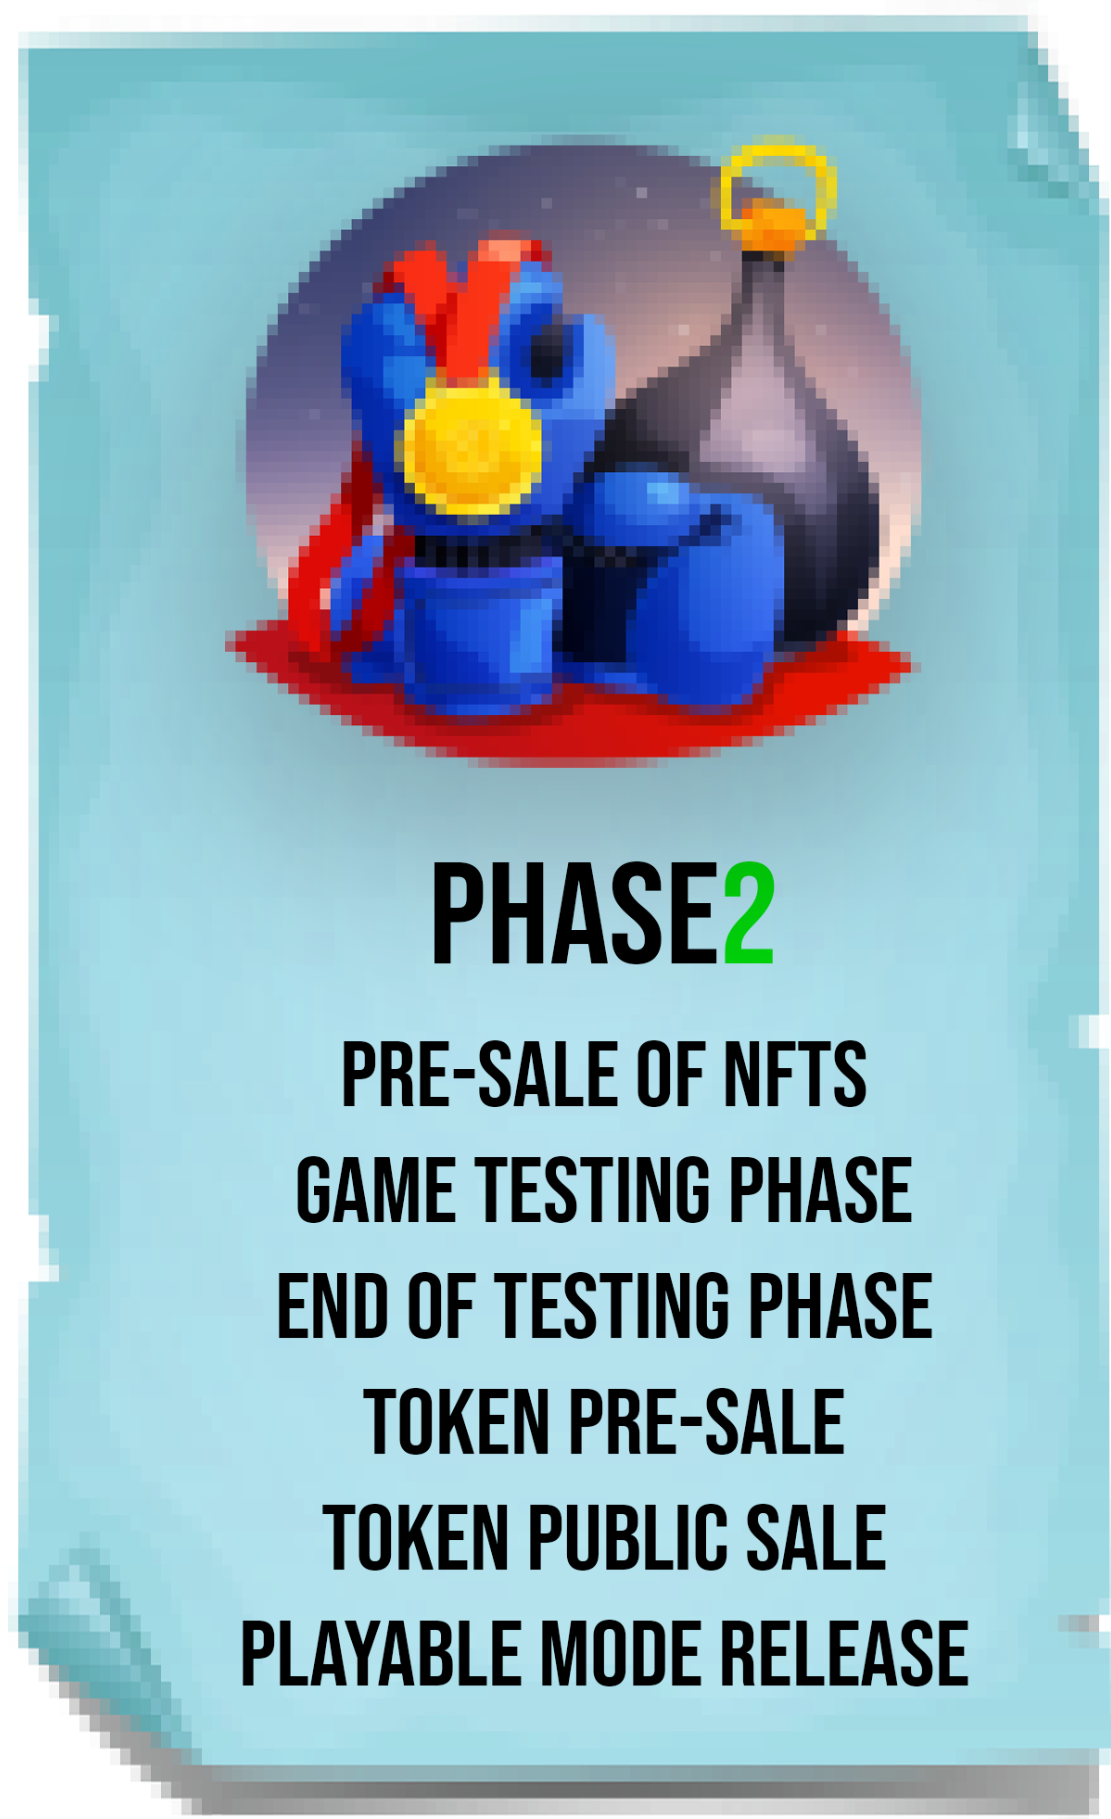 PHASE2
PRE-SALE OF NFTS
GAME TESTING PHASE
END OF TESTING PHASE
TOKEN PRE-SALE
TOKEN PUBLIC SALE
PLAYABLE MODE RELEASE